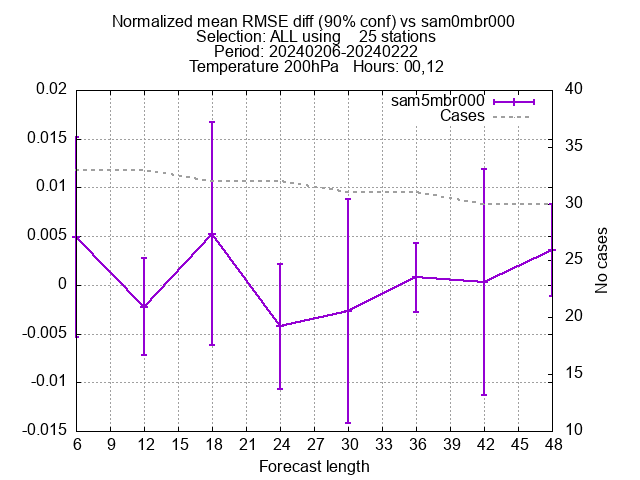 Normalized mean RMSE diff (90% conf) vs sam0mbr000
Selection: ALL using    25 stations
Period: 20240206-20240222
Temperature 200hPa   Hours: 00,12
sam5mbr000
Cases
0.02
0.015
0.01
0.005
0
-0.005
-0.01
-0.015
40
35
30
25
20
15
10
No cases
6 9 12 15 18 21 24 27 30 33 36 39 42 45 48
Forecast length